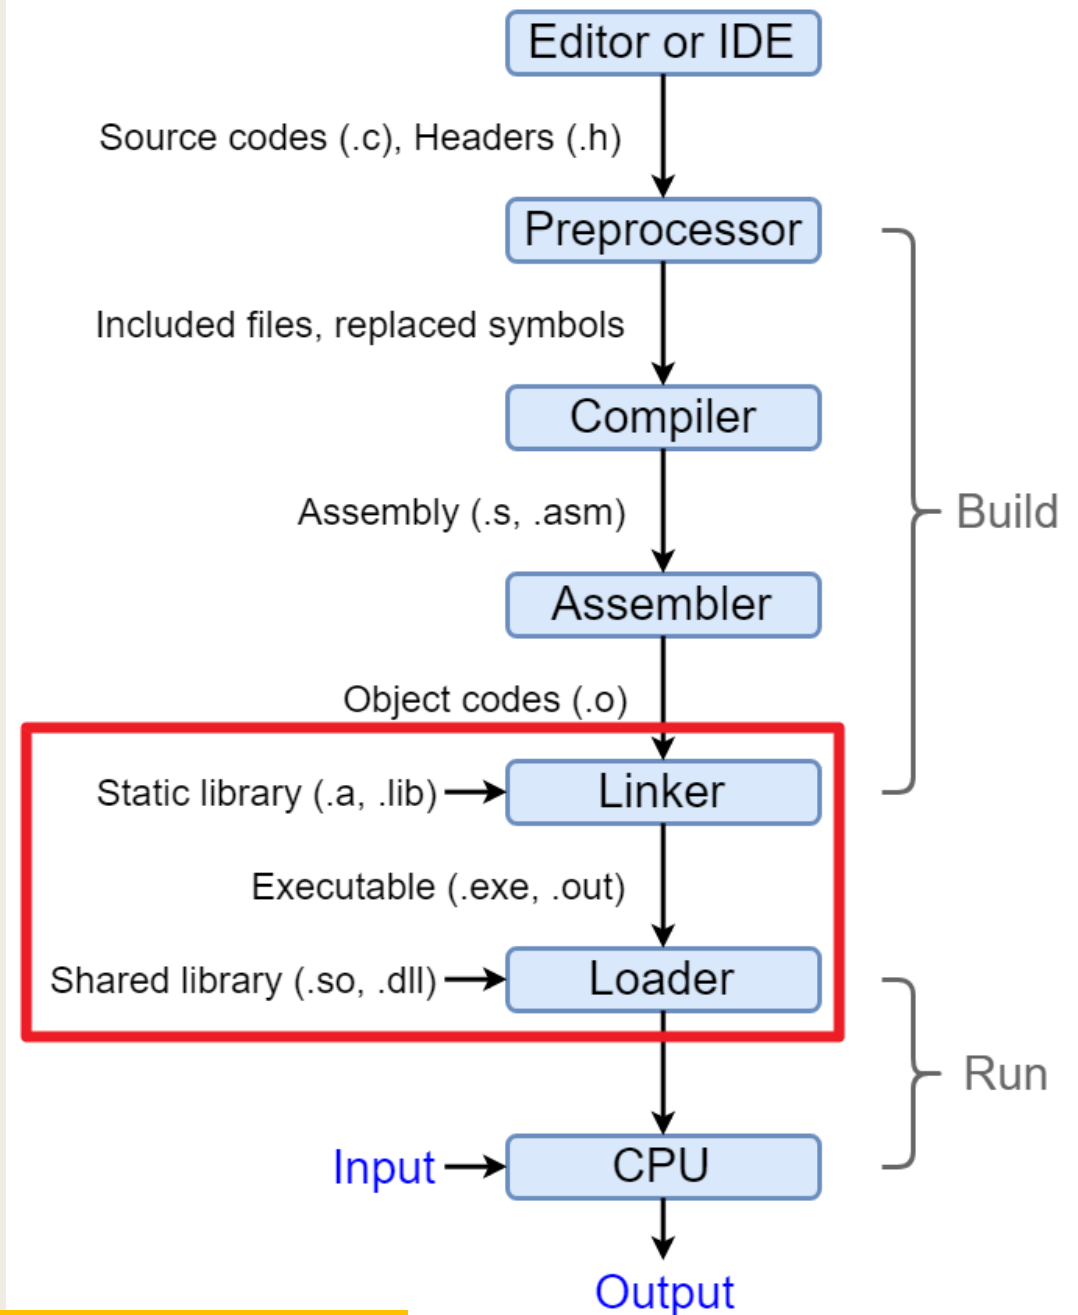 Editor or IDE
Source codes (.c), Headers (.h)
Preprocessor
Included files, replaced symbols
Compiler
Assembly (.s, .asm)
Build
Assembler
Object codes (.o)
Static library (.a, .lib)
Linker
Executable (.exe, .out)
Shared library (.so, .dll)
Loader
Run
Input
CPU
Output